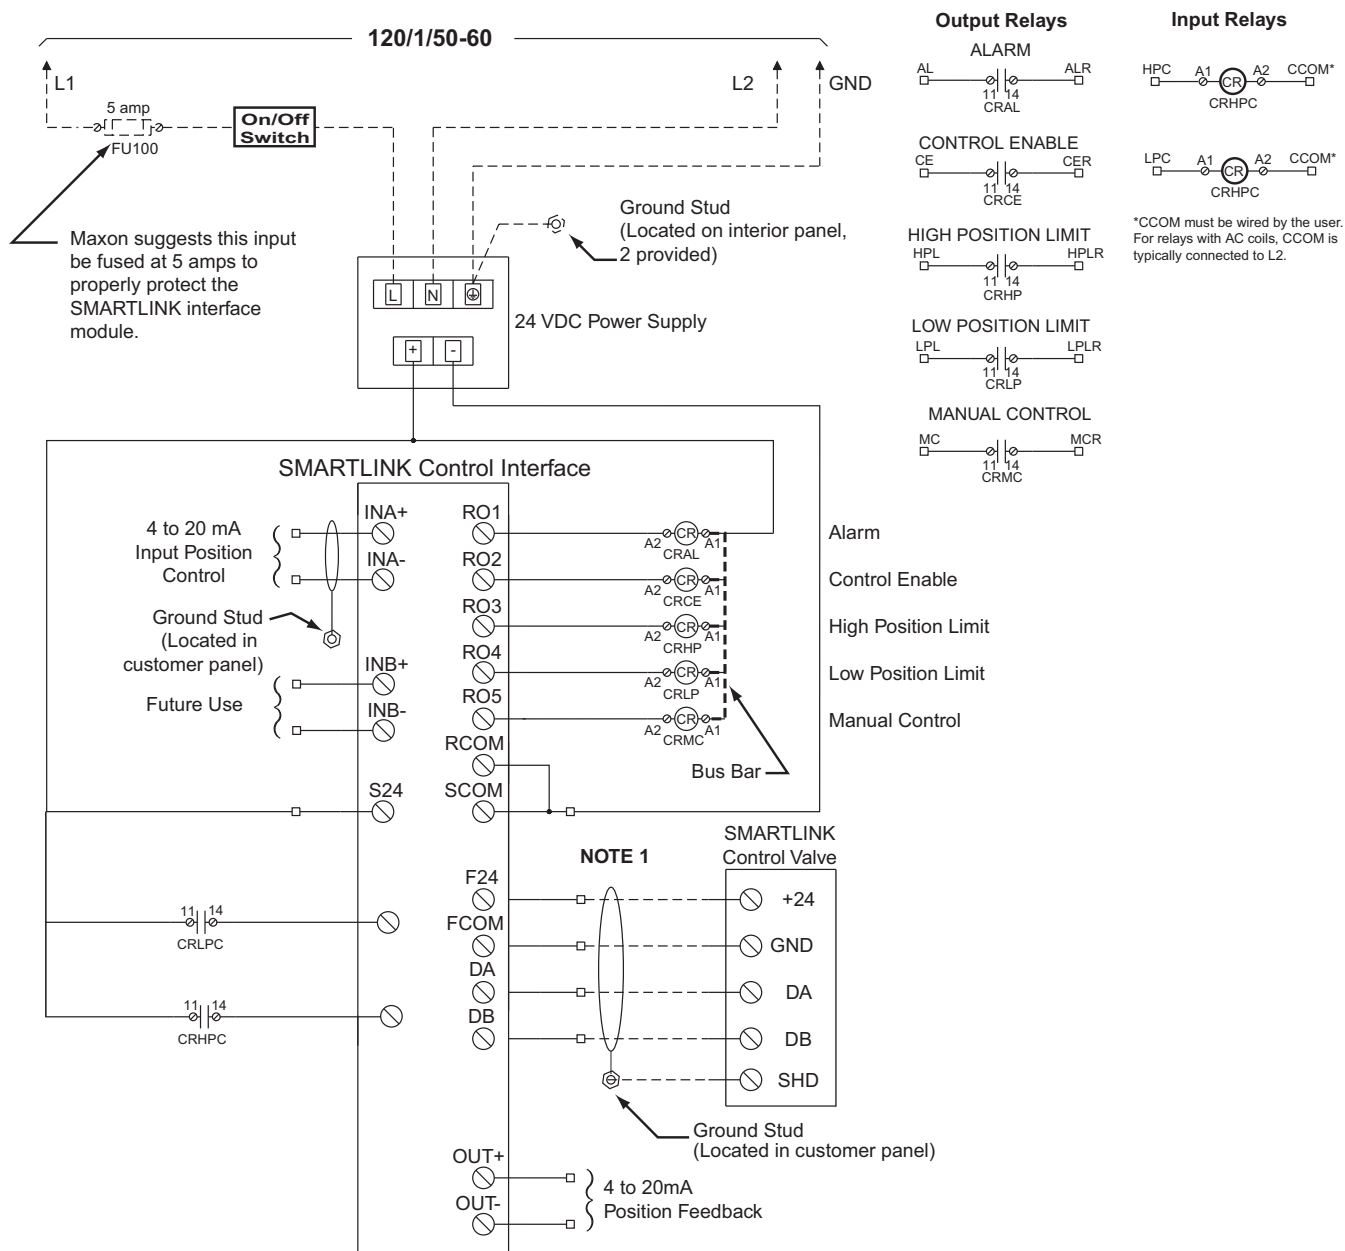 120/1/50-60
L1
L2
GND
5 amp
FU100
On/Off
Switch
Maxon suggests this input
be fused at 5 amps to
properly protect the
SMARTLINK interface
module.
Ground Stud
(Located on interior panel,
2 provided)
L
N
24 VDC Power Supply
+
-
Output Relays
ALARM
AL
ALR
11 14
CRAL
CONTROL ENABLE
CE
CER
11 14
CRCE
HIGH POSITION LIMIT
HPL
HPLR
11 14
CRHP
LOW POSITION LIMIT
LPL
LPLR
11 14
CRLP
MANUAL CONTROL
MC
MCR
11 14
CRMC
Input Relays
HPC
A1
CR
A2
CCOM*
CRHPC
LPC
A1
CR
A2
CCOM*
CRHPC
*CCOM must be wired by the user.
For relays with AC coils, CCOM is
typically connected to L2.
SMARTLINK Control Interface
4 to 20 mA
Input Position
Control
INA+
INA-
Ground Stud
(Located in
customer panel)
Future Use
INB+
INB-
S24
11 14
CRLPC
11 14
CRHPC
RO1
RO2
RO3
RO4
RO5
RCOM
SCOM
F24
FCOM
DA
DB
OUT+
OUT-
A2
CR
A1
CRAL
Alarm
A2
CR
A1
CRCE
Control Enable
A2
CR
A1
CRHP
High Position Limit
A2
CR
A1
CRLP
Low Position Limit
A2
CR
A1
CRMC
Manual Control
Bus Bar
NOTE 1
SMARTLINK
Control Valve
+24
GND
DA
DB
SHD
Ground Stud
(Located in customer panel)
4 to 20mA
Position Feedback